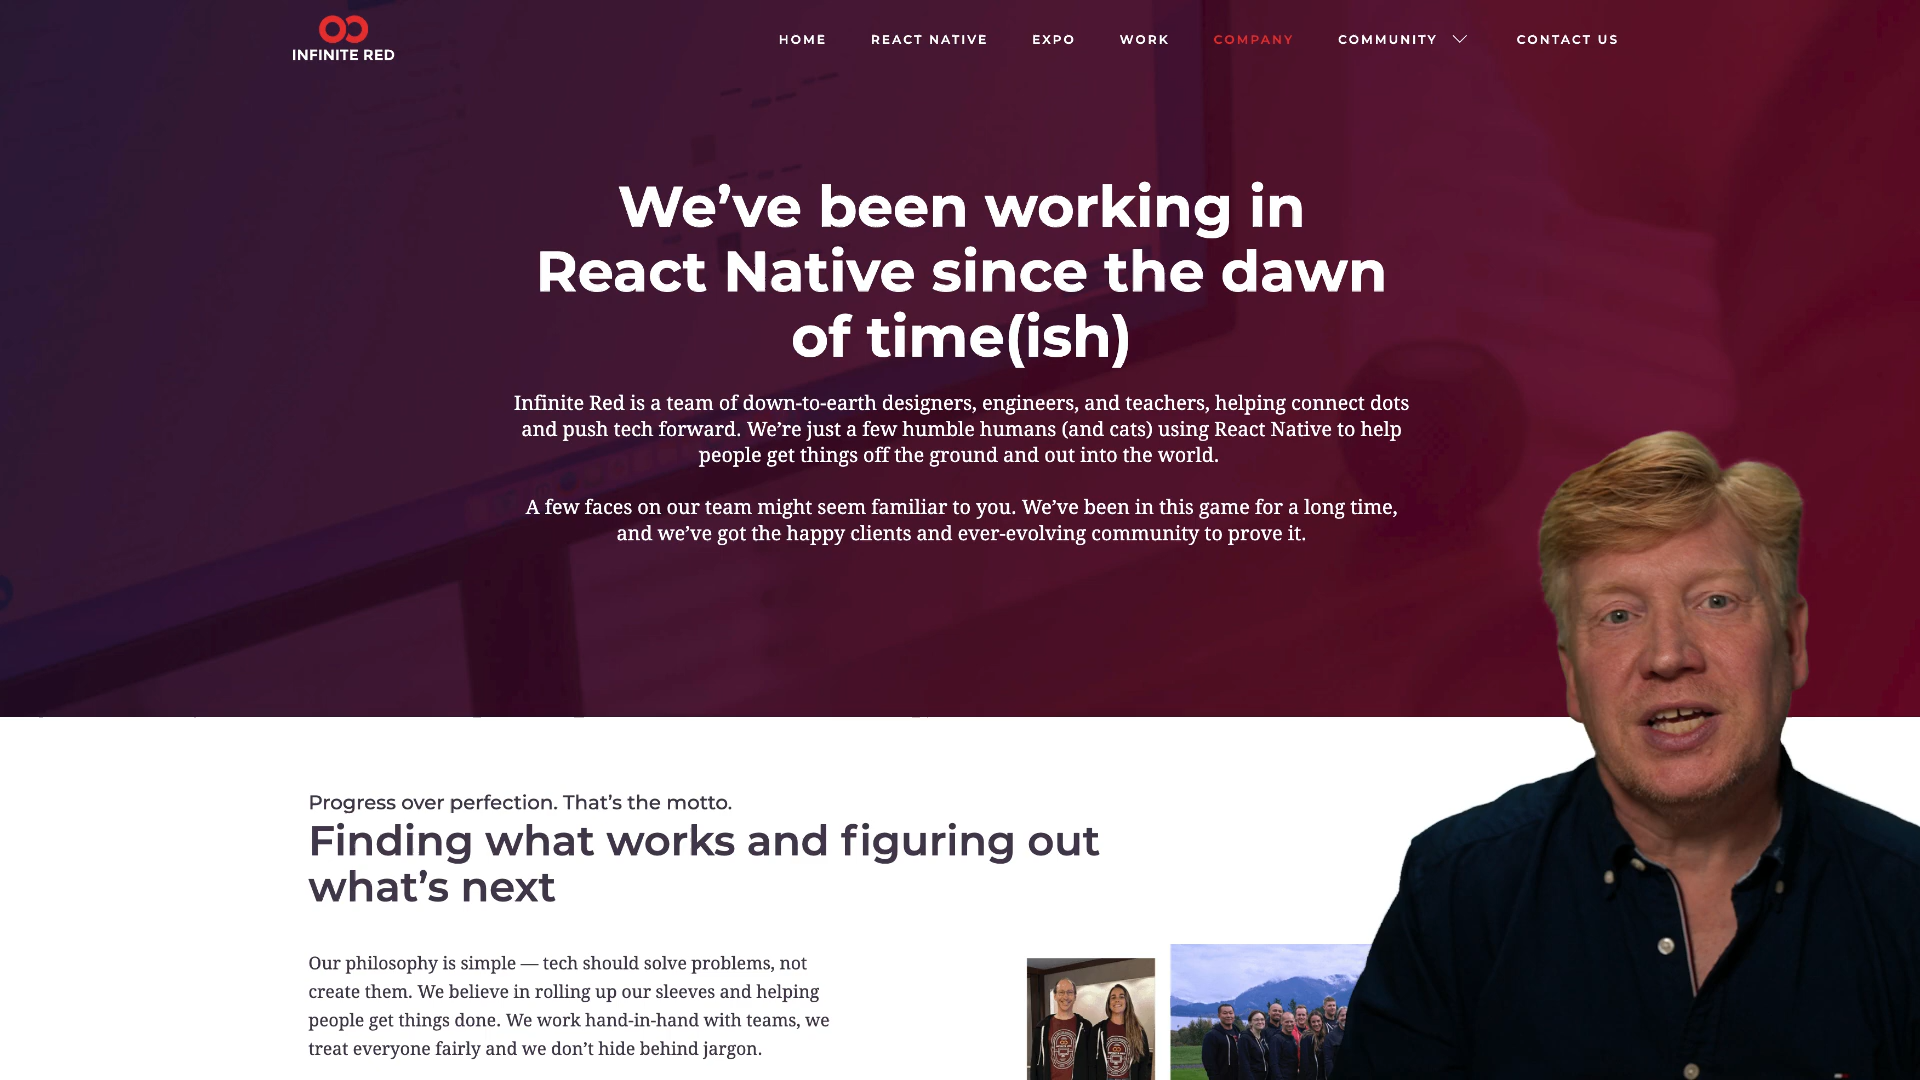 INFINITE RED
HOME
REACT NATIVE
EXPO
WORK
COMPANY
COMMUNITY
CONTACT US
We’ve been working in
React Native since the dawn
of time(ish)
Infinite Red is a team of down-to-earth designers, engineers, and teachers, helping connect dots
and push tech forward. We’re just a few humble humans (and cats) using React Native to help
people get things off the ground and out into the world.
A few faces on our team might seem familiar to you. We’ve been in this game for a long time,
and we’ve got the happy clients and ever-evolving community to prove it.
Progress over perfection. That’s the motto.
Finding what works and figuring out
what’s next
Our philosophy is simple — tech should solve problems, not
create them. We believe in rolling up our sleeves and helping
people get things done. We work hand-in-hand with teams, we
treat everyone fairly and we don’t hide behind jargon.